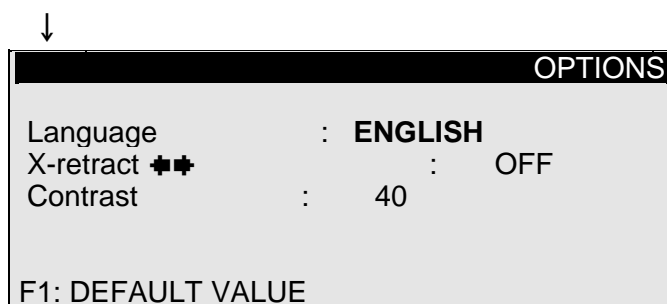 ↓
OPTIONS
Language : ENGLISH
X-retract 🡄🡆 : OFF
Contrast : 40
F1: DEFAULT VALUE